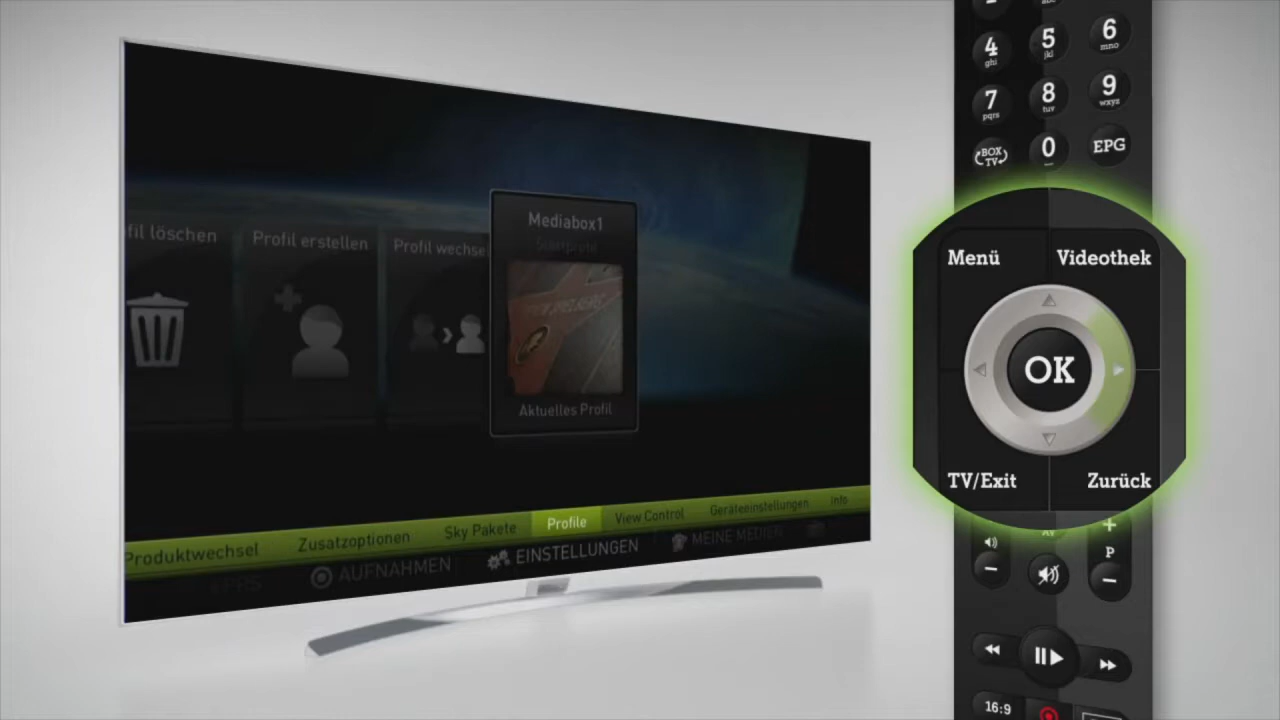 fil löschen
Profil erstellen
Profil wechsel
Mediabox1
Startprofil
Aktuelles Profil
Produktwechsel
Zusatzoptionen
Sky Pakete
Profile
View Control
Geräteeinstellungen
Info
AUFNAHMEN
EINSTELLUNGEN
MEINE MEDIEN
4 5 6
ghi jkl mno
7 8 9
pqrs tuv wxyz
BOX TV 0 EPG
Menü Videothek
OK
TV/Exit Zurück
P
16:9